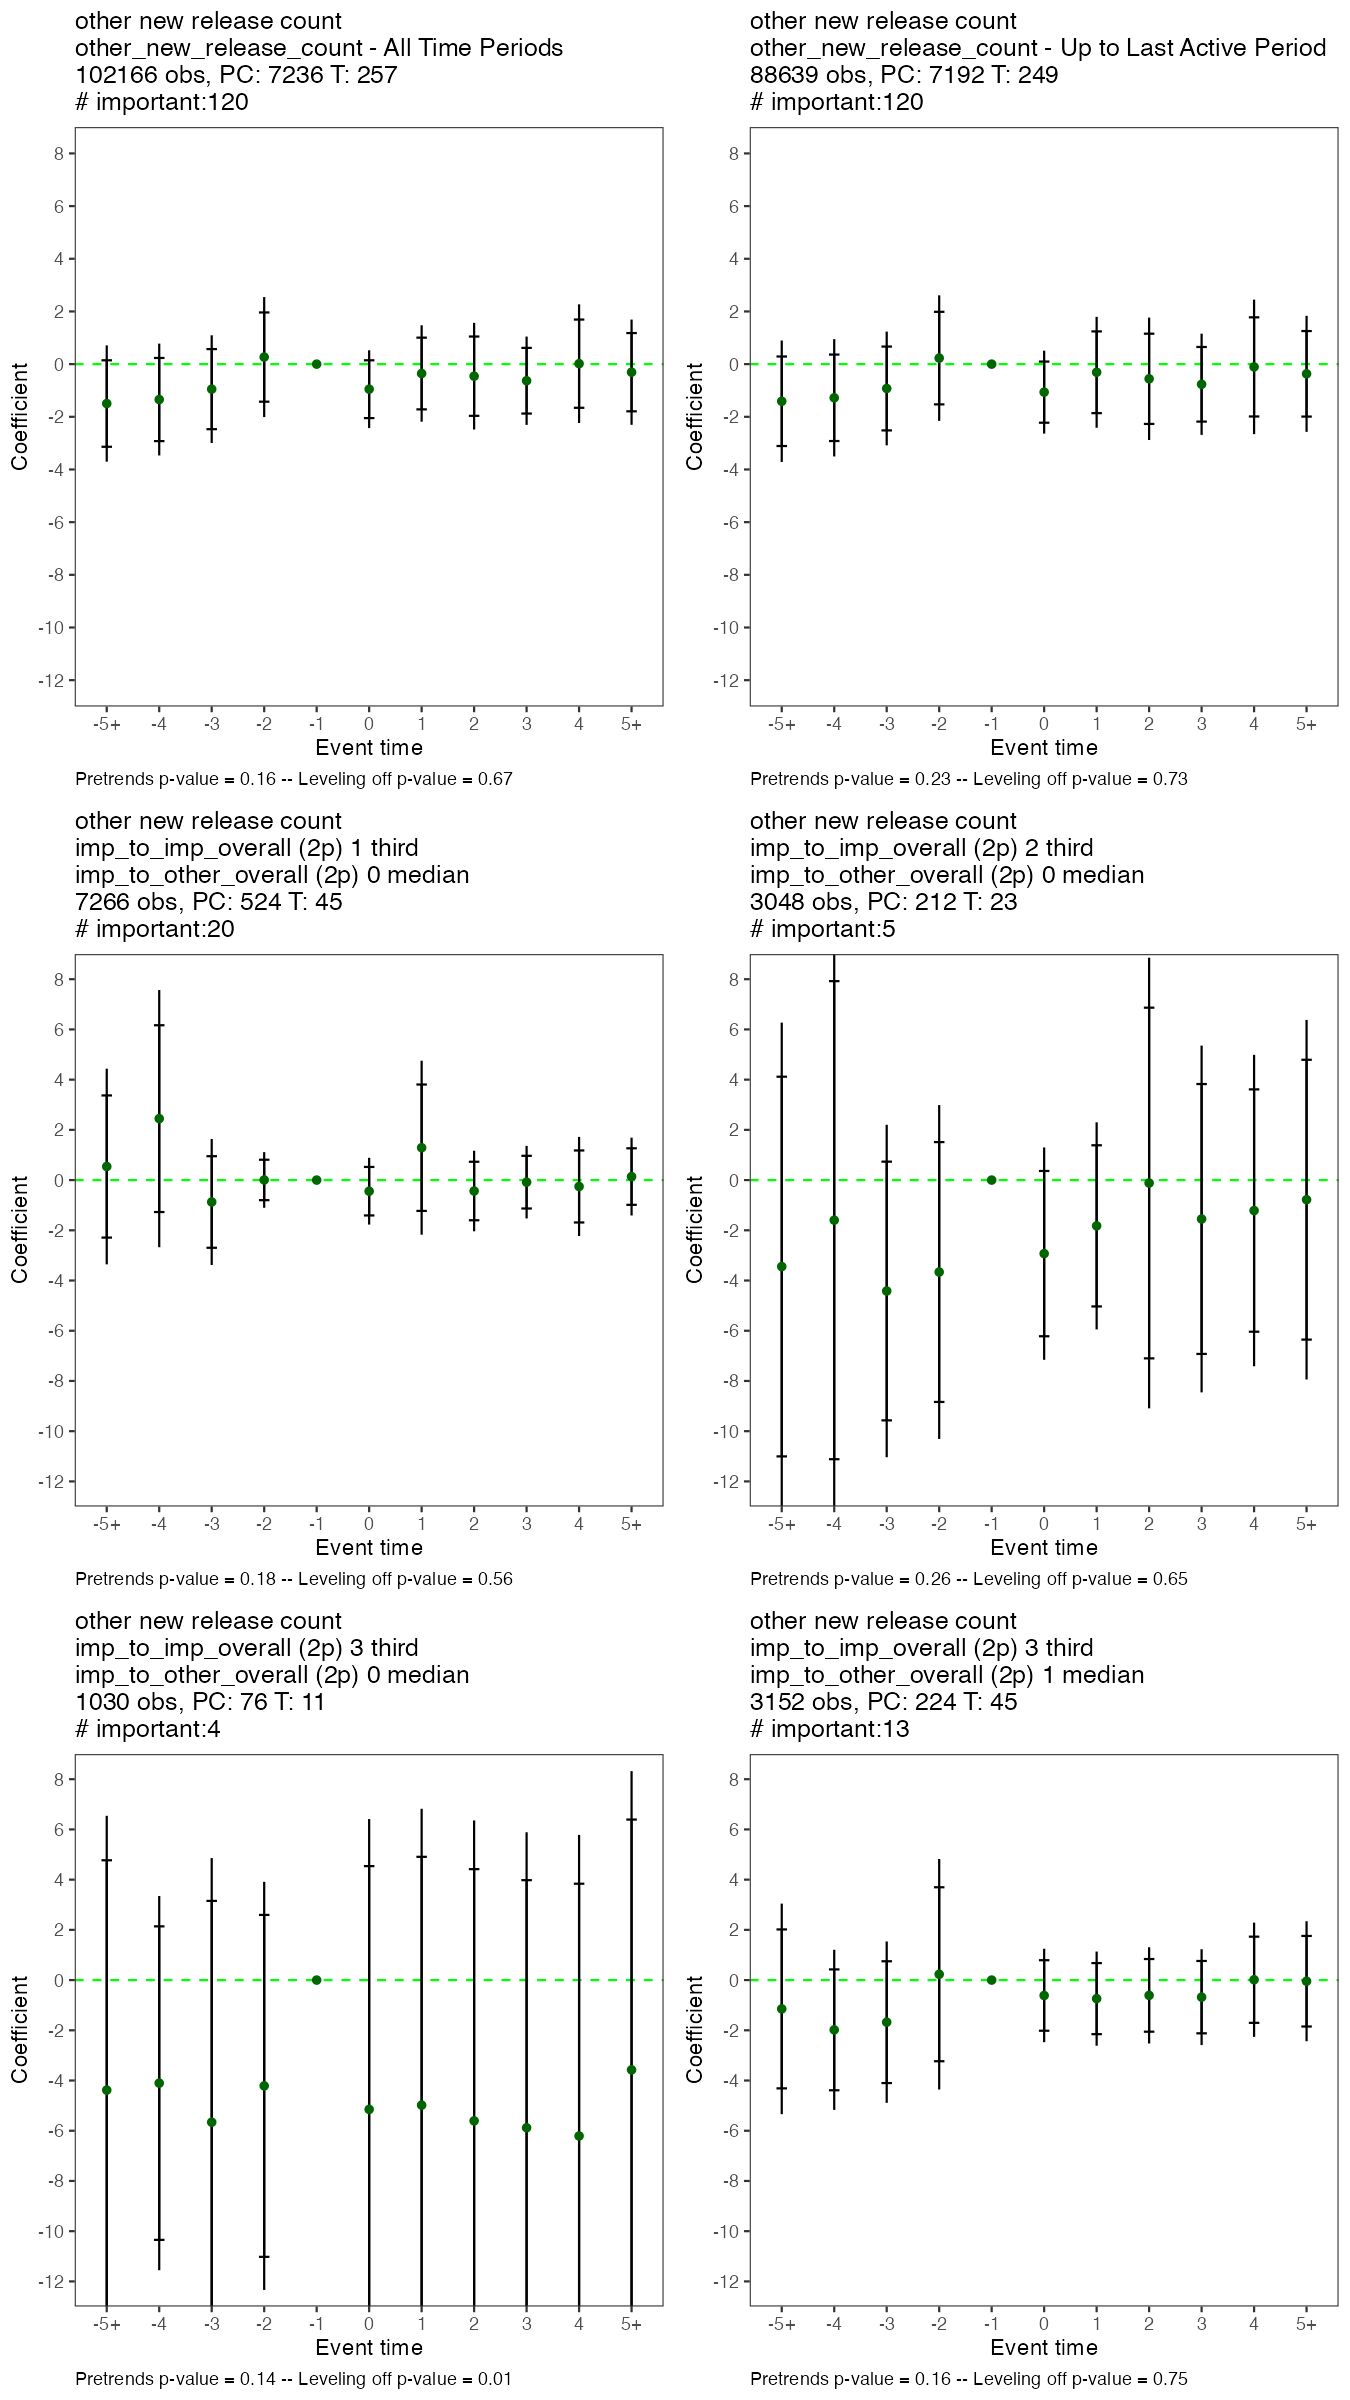 other new release count
other_new_release_count - All Time Periods
102166 obs, PC: 7236 T: 257
# important:120
8
6
4
2
0
-2
-4
-6
-8
-10
-12
Coefficient
-5+ -4 -3 -2 -1 0 1 2 3 4 5+
Event time
Pretrends p-value = 0.16 -- Leveling off p-value = 0.67
other new release count
other_new_release_count - Up to Last Active Period
88639 obs, PC: 7192 T: 249
# important:120
8
6
4
2
0
-2
-4
-6
-8
-10
-12
Coefficient
-5+ -4 -3 -2 -1 0 1 2 3 4 5+
Event time
Pretrends p-value = 0.23 -- Leveling off p-value = 0.73
other new release count
imp_to_imp_overall (2p) 1 third
imp_to_other_overall (2p) 0 median
7266 obs, PC: 524 T: 45
# important:20
8
6
4
2
0
-2
-4
-6
-8
-10
-12
Coefficient
-5+ -4 -3 -2 -1 0 1 2 3 4 5+
Event time
Pretrends p-value = 0.18 -- Leveling off p-value = 0.56
other new release count
imp_to_imp_overall (2p) 2 third
imp_to_other_overall (2p) 0 median
3048 obs, PC: 212 T: 23
# important:5
8
6
4
2
0
-2
-4
-6
-8
-10
-12
Coefficient
-5+ -4 -3 -2 -1 0 1 2 3 4 5+
Event time
Pretrends p-value = 0.26 -- Leveling off p-value = 0.65
other new release count
imp_to_imp_overall (2p) 3 third
imp_to_other_overall (2p) 0 median
1030 obs, PC: 76 T: 11
# important:4
8
6
4
2
0
-2
-4
-6
-8
-10
-12
Coefficient
-5+ -4 -3 -2 -1 0 1 2 3 4 5+
Event time
Pretrends p-value = 0.14 -- Leveling off p-value = 0.01
other new release count
imp_to_imp_overall (2p) 3 third
imp_to_other_overall (2p) 1 median
3152 obs, PC: 224 T: 45
# important:13
8
6
4
2
0
-2
-4
-6
-8
-10
-12
Coefficient
-5+ -4 -3 -2 -1 0 1 2 3 4 5+
Event time
Pretrends p-value = 0.16 -- Leveling off p-value = 0.75